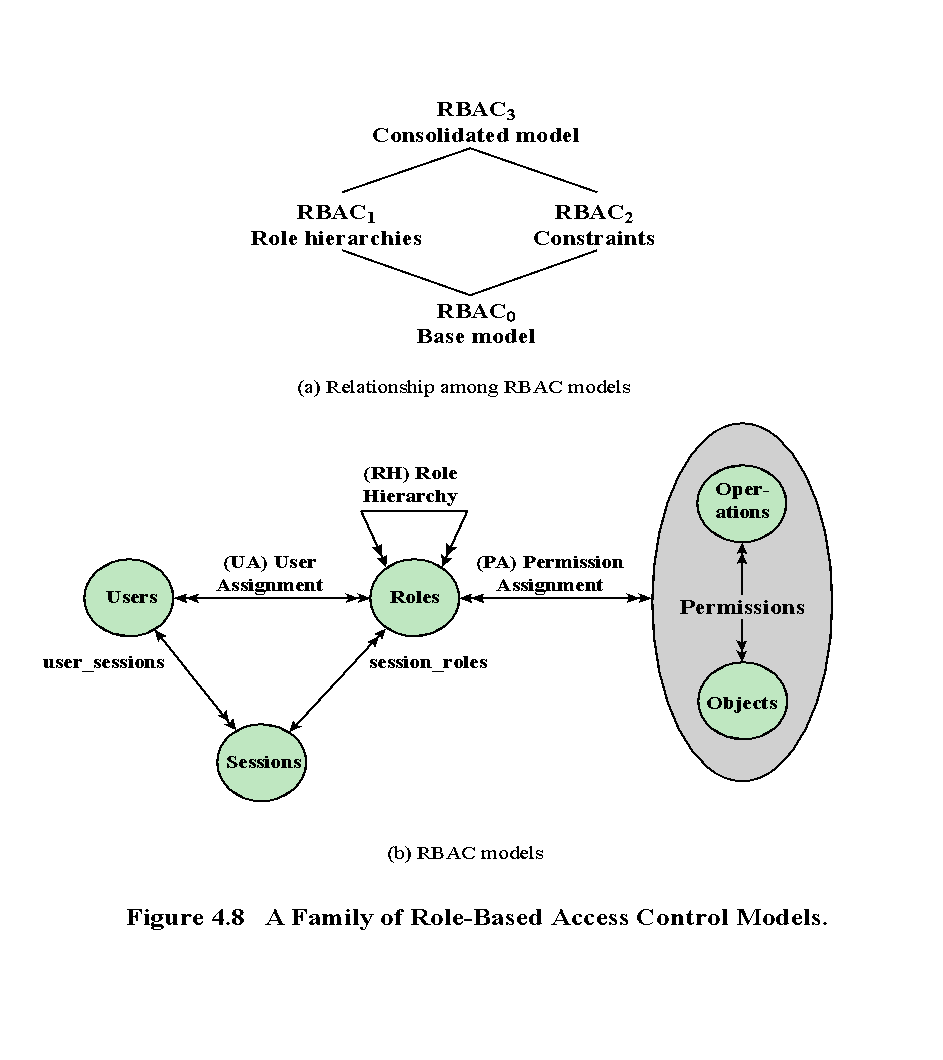 RBAC₃
Consolidated model
RBAC₁
Role hierarchies
RBAC₂
Constraints
RBAC₀
Base model
(a) Relationship among RBAC models
(RH) Role
Hierarchy
(UA) User
Assignment
(PA) Permission
Assignment
Oper-
ations
Users
Roles
Permissions
user_sessions
session_roles
Objects
Sessions
(b) RBAC models
Figure 4.8 A Family of Role-Based Access Control Models.